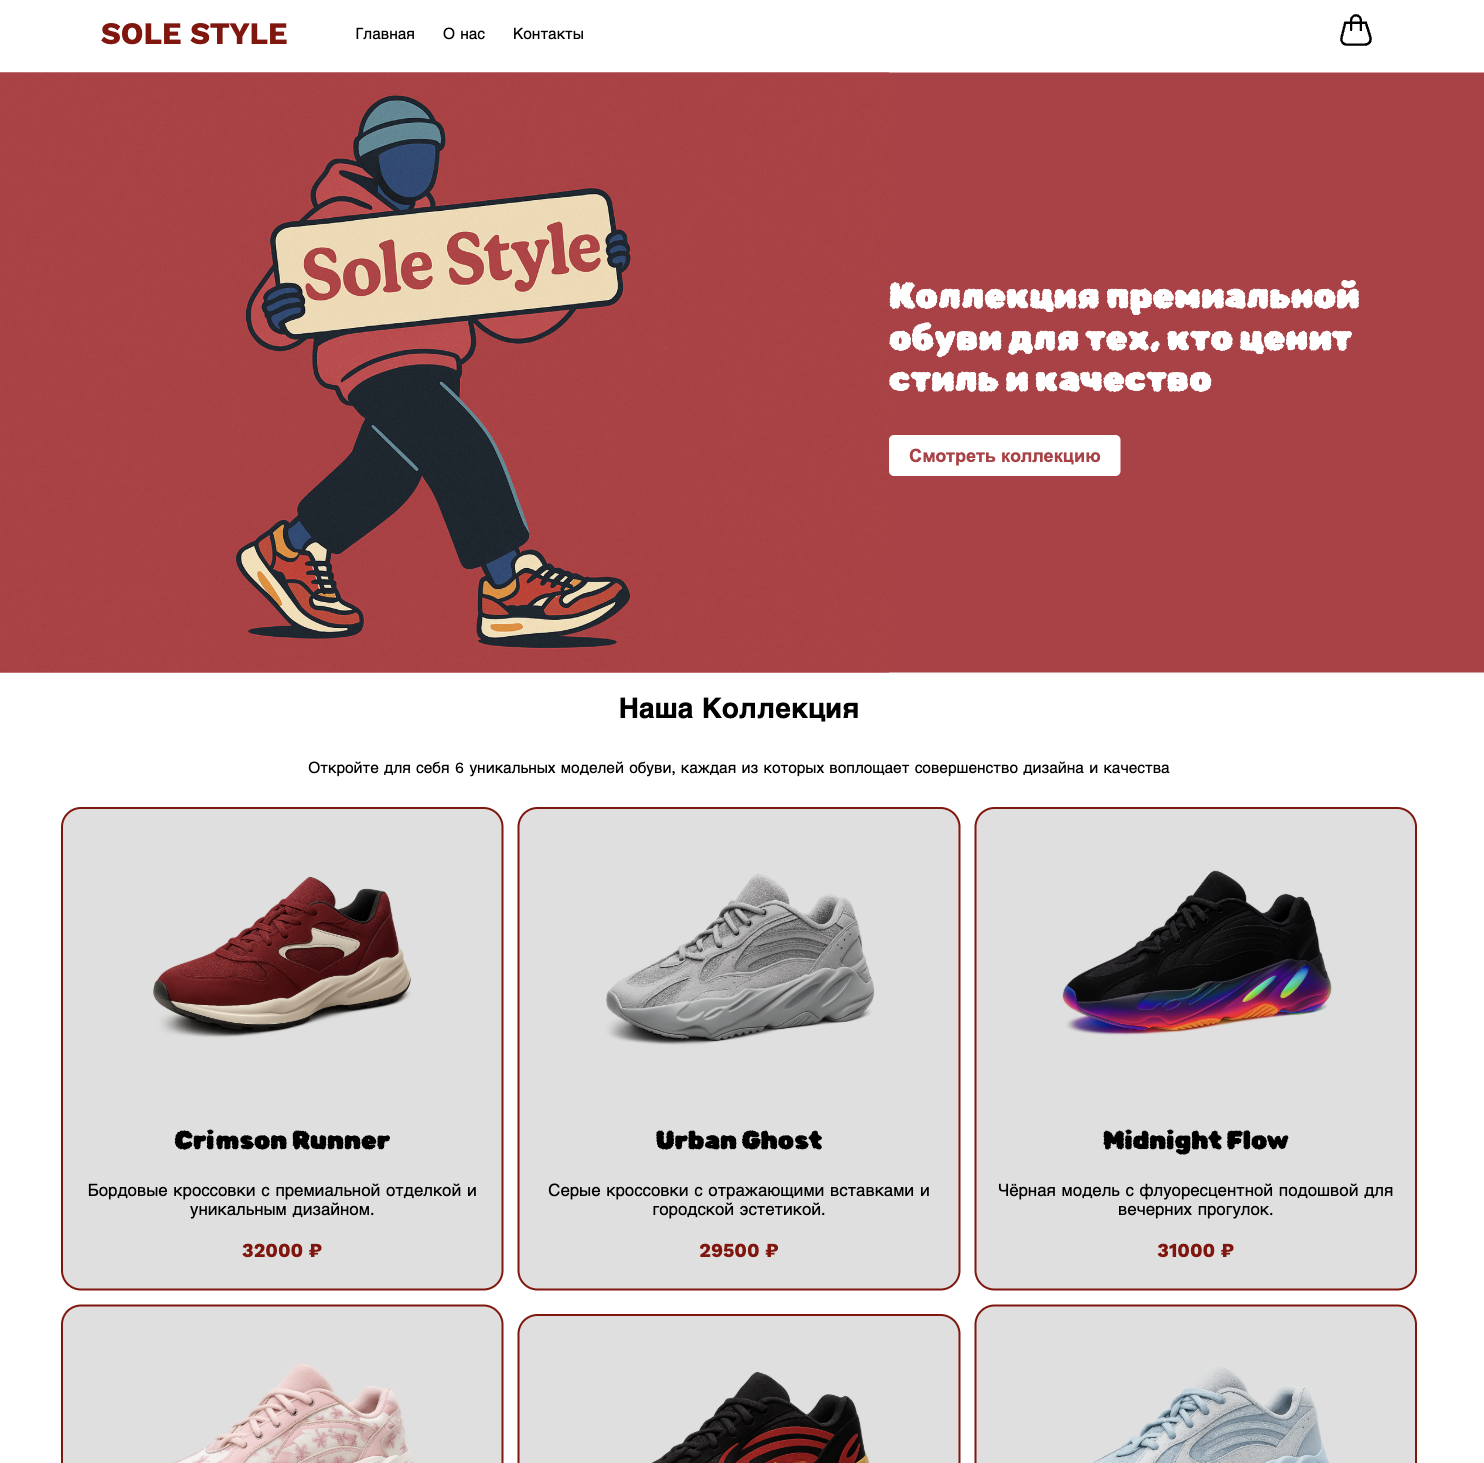 SOLE STYLE
Главная
О нас
Контакты
Sole Style
Коллекция премиальной
обуви для тех, кто ценит
стиль и качество
Смотреть коллекцию
Наша Коллекция
Откройте для себя 6 уникальных моделей обуви, каждая из которых воплощает совершенство дизайна и качества
Crimson Runner
Бордовые кроссовки с премиальной отделкой и
уникальным дизайном.
32000 ₽
Urban Ghost
Серые кроссовки с отражающими вставками и
городской эстетикой.
29500 ₽
Midnight Flow
Чёрная модель с флуоресцентной подошвой для
вечерних прогулок.
31000 ₽